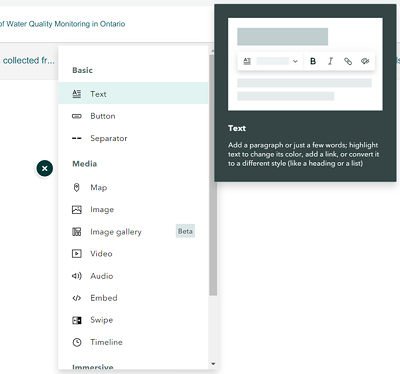 of Water Quality Monitoring in Ontario
collected fr...
Basic
Text
Button
Separator
Media
Map
Image
Image gallery
Beta
Video
Audio
Embed
Swipe
Timeline
Immersive
B I
Text
Add a paragraph or just a few words; highlight
text to change its color, add a link, or convert it
to a different style (like a heading or a list)